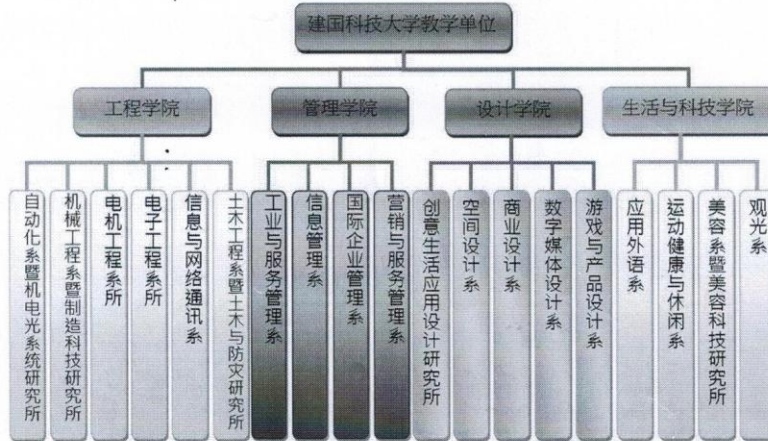 建国科技大学教学单位
工程学院
管理学院
设计学院
生活与科技学院
自动化系暨机电光系统研究所
机械工程系暨制造科技研究所
电机工程系所
电子工程系所
信息与网络通讯系
土木工程系暨土木与防灾研究所
工业与服务管理系
信息管理系
国际企业管理系
营销与服务管理系
创意生活应用设计研究所
空间设计系
商业设计系
数字媒体设计系
游戏与产品设计系
应用外语系
运动健康与休闲系
美容系暨美容科技研究所
观光系